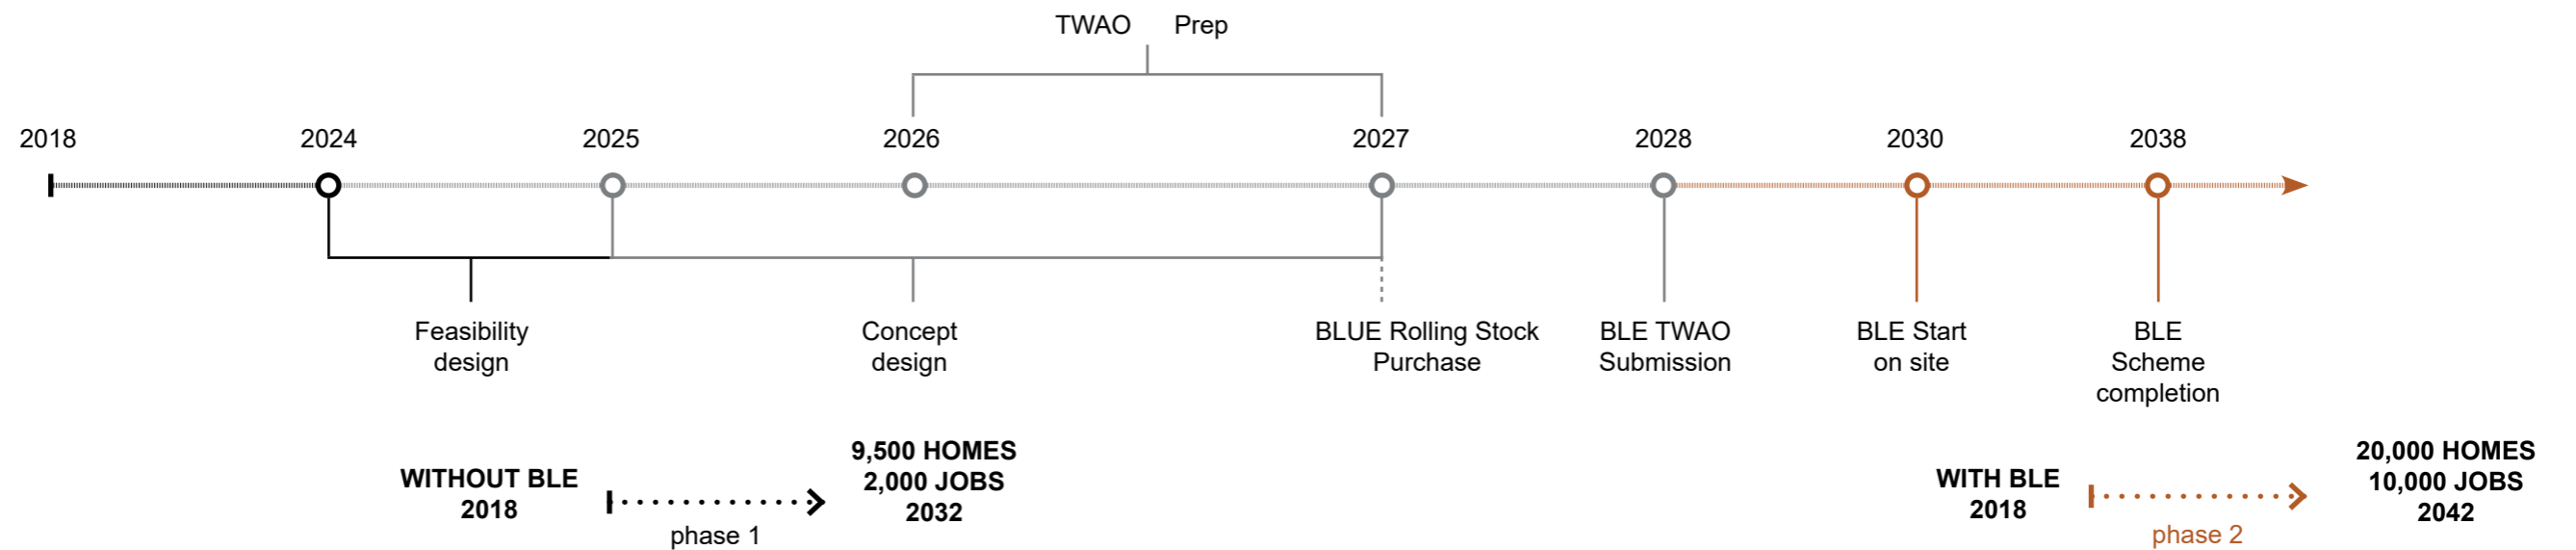 TWAO Prep
2018 2024 2025 2026 2027 2028 2030 2038
Feasibility
design
Concept
design
BLUE Rolling Stock
Purchase
BLE TWAO
Submission
BLE Start
on site
BLE
Scheme
completion
WITHOUT BLE
2018
phase 1
9,500 HOMES
2,000 JOBS
2032
WITH BLE
2018
phase 2
20,000 HOMES
10,000 JOBS
2042